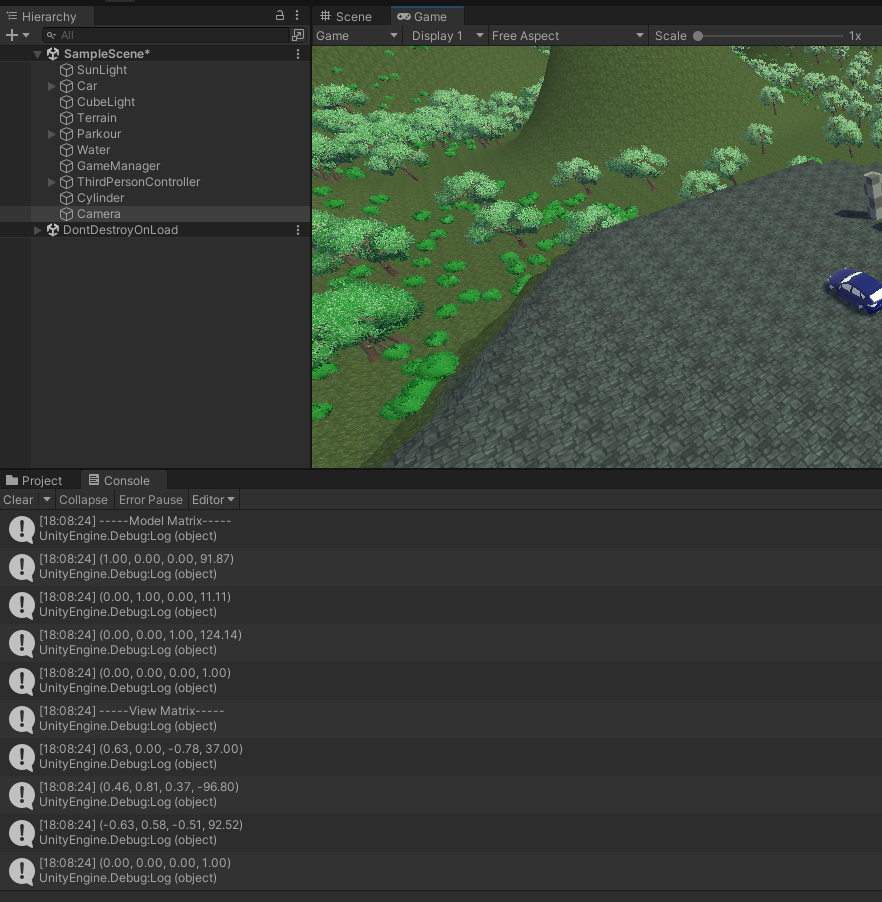 Hierarchy
All
SampleScene*
SunLight
Car
CubeLight
Terrain
Parkour
Water
GameManager
ThirdPersonController
Cylinder
Camera
DontDestroyOnLoad
Scene Game
Game Display 1 Free Aspect Scale 1x
Project Console
Clear Collapse Error Pause Editor
[18:08:24] -----Model Matrix-----
UnityEngine.Debug:Log (object)
[18:08:24] (1.00, 0.00, 0.00, 91.87)
UnityEngine.Debug:Log (object)
[18:08:24] (0.00, 1.00, 0.00, 11.11)
UnityEngine.Debug:Log (object)
[18:08:24] (0.00, 0.00, 1.00, 124.14)
UnityEngine.Debug:Log (object)
[18:08:24] (0.00, 0.00, 0.00, 1.00)
UnityEngine.Debug:Log (object)
[18:08:24] -----View Matrix-----
UnityEngine.Debug:Log (object)
[18:08:24] (0.63, 0.00, -0.78, 37.00)
UnityEngine.Debug:Log (object)
[18:08:24] (0.46, 0.81, 0.37, -96.80)
UnityEngine.Debug:Log (object)
[18:08:24] (-0.63, 0.58, -0.51, 92.52)
UnityEngine.Debug:Log (object)
[18:08:24] (0.00, 0.00, 0.00, 1.00)
UnityEngine.Debug:Log (object)